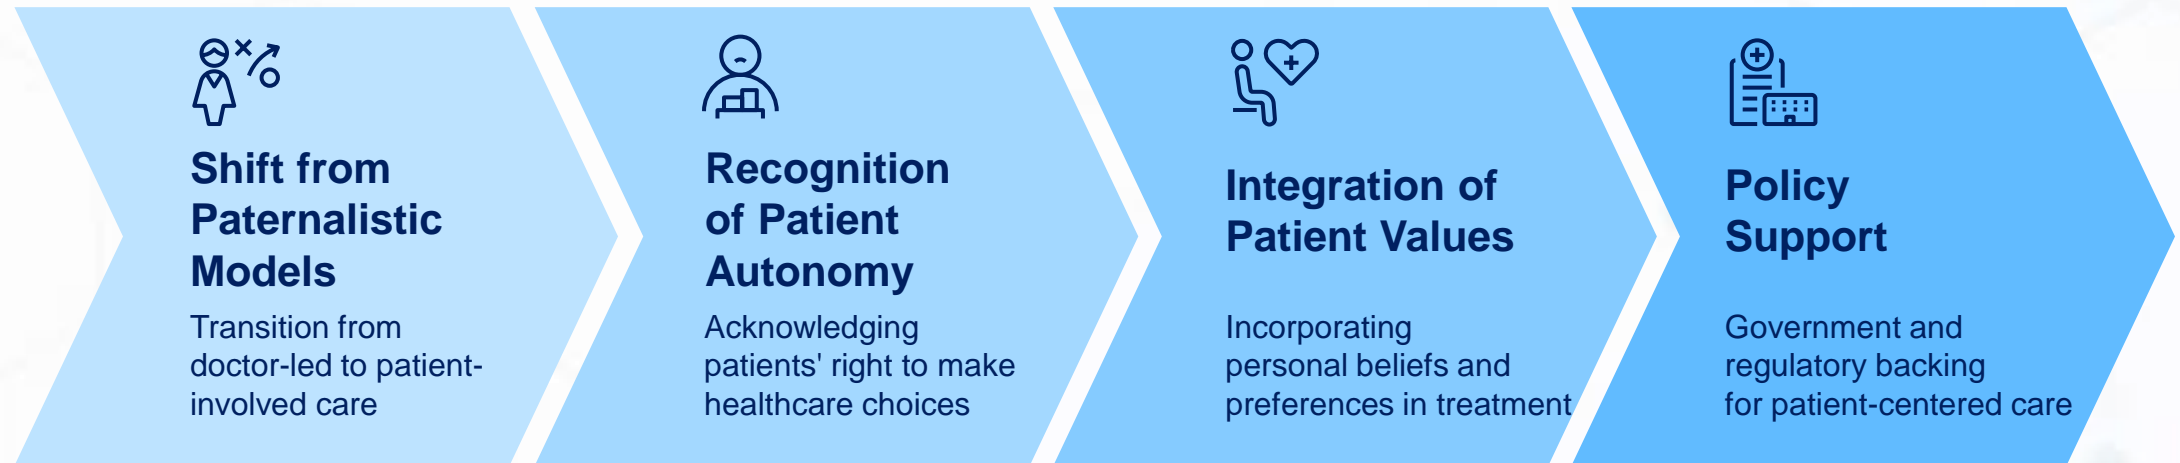 Shift from
Paternalistic
Models
Transition from
doctor-led to patient-
involved care
Recognition
of Patient
Autonomy
Acknowledging
patients' right to make
healthcare choices
Integration of
Patient Values
Incorporating
personal beliefs and
preferences in treatment
Policy
Support
Government and
regulatory backing
for patient-centered care